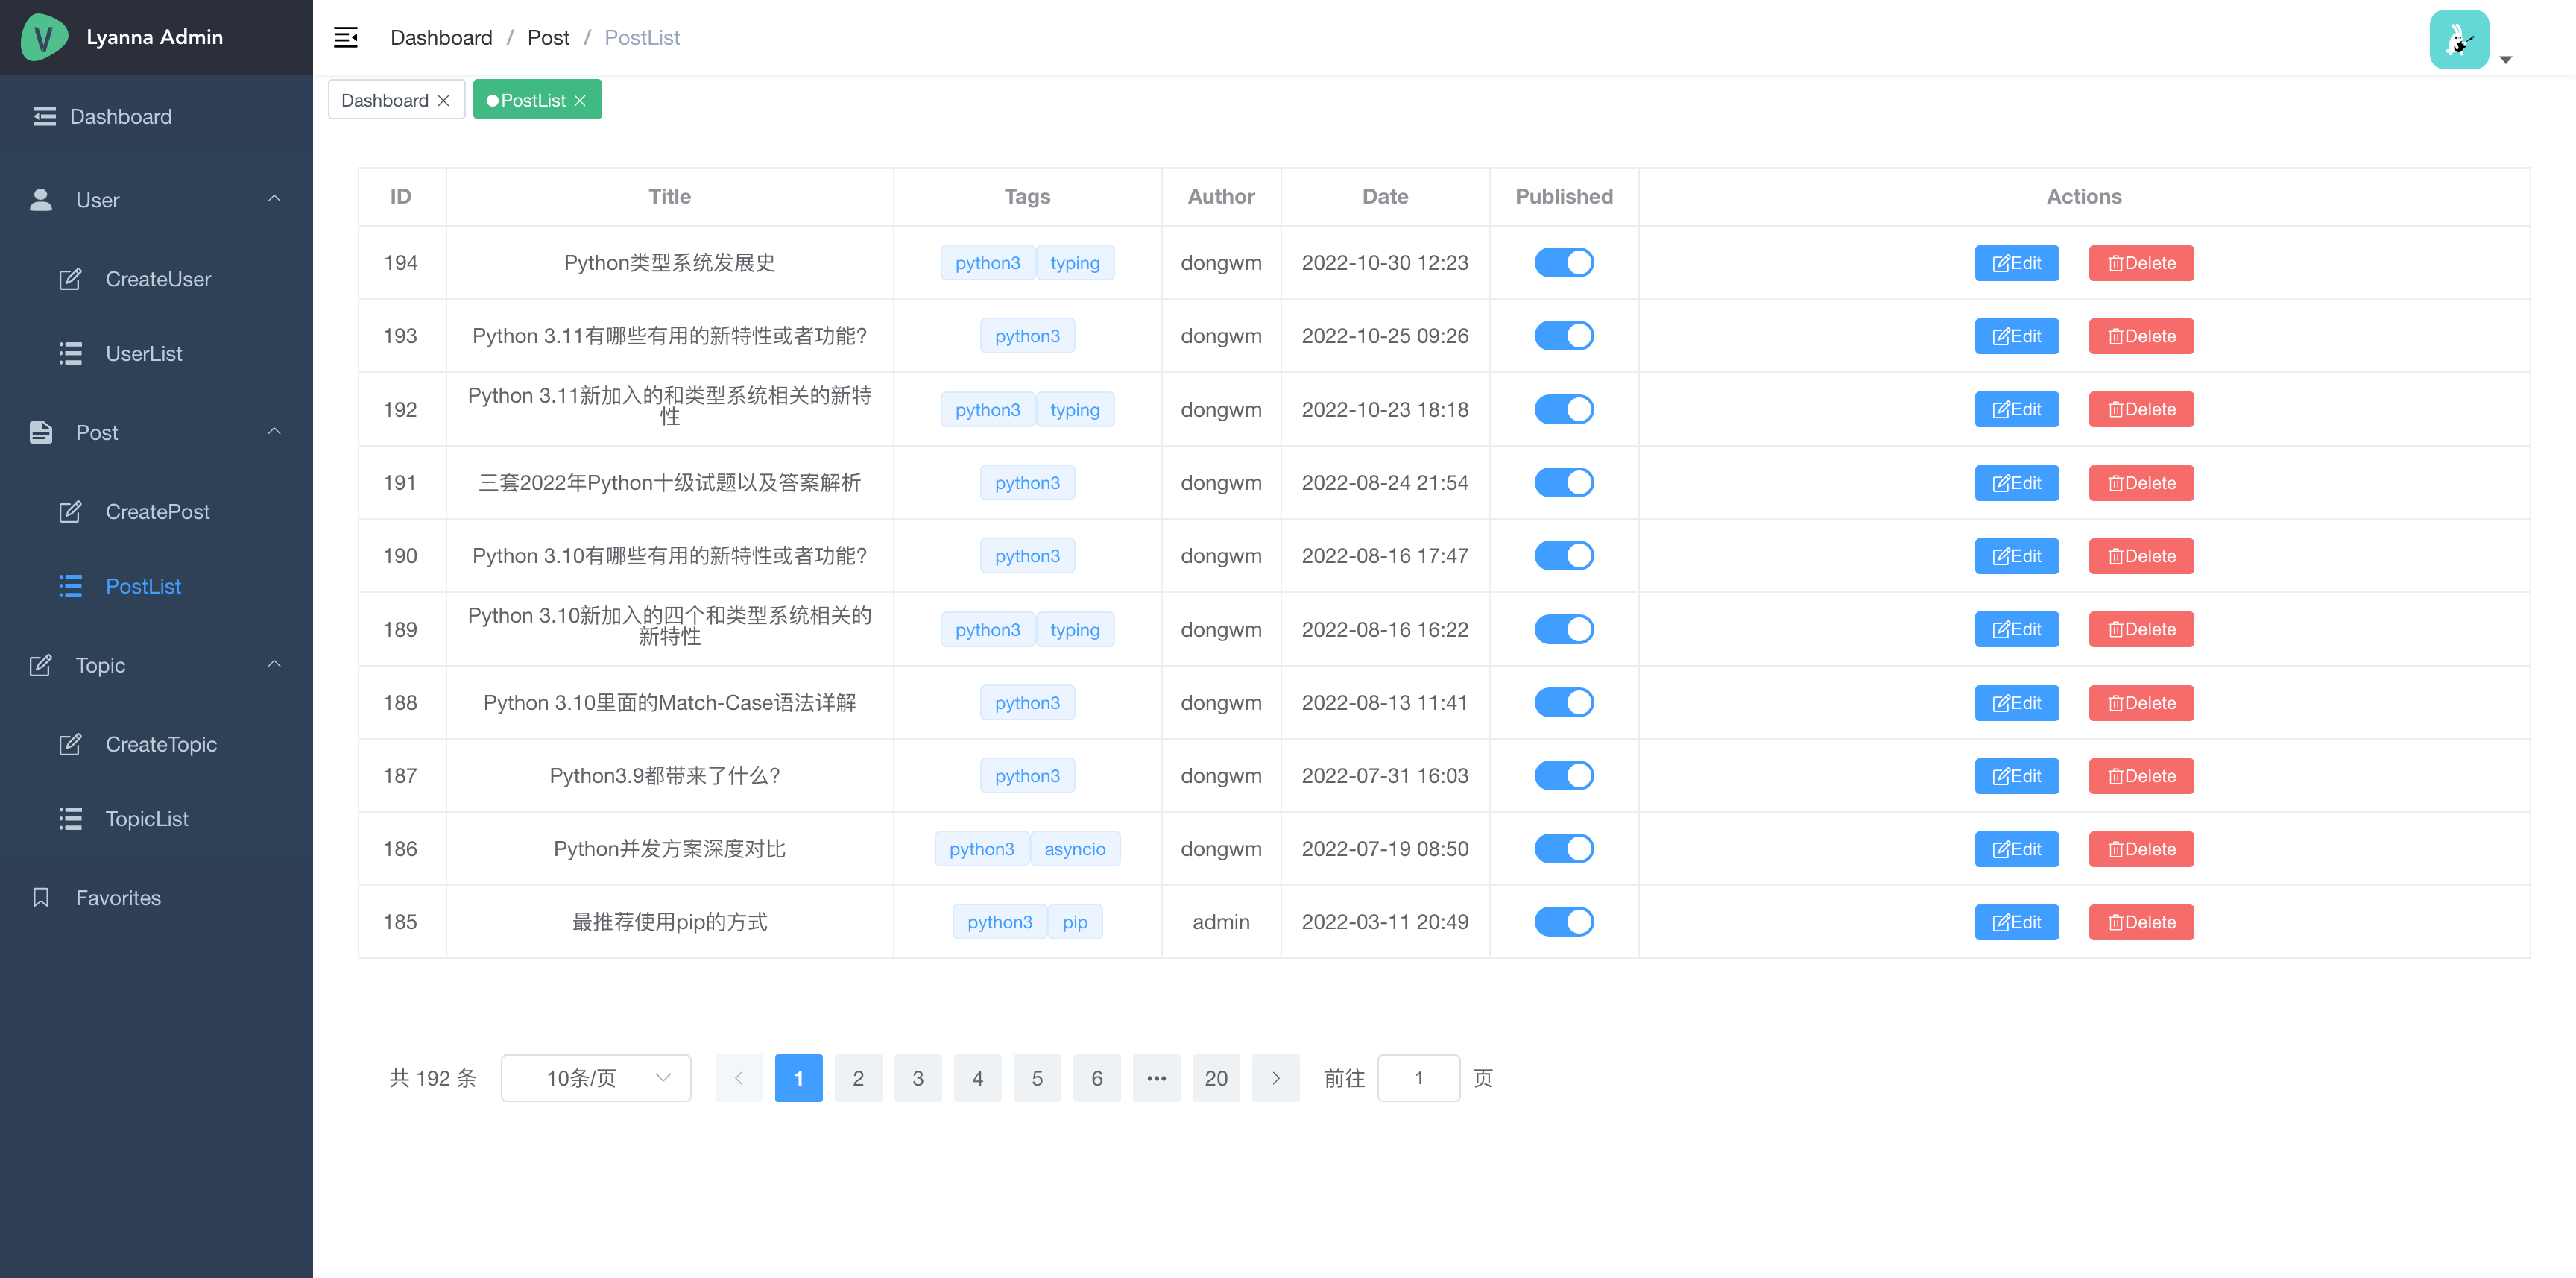 Lyanna Admin
Dashboard / Post / PostList
Dashboard
PostList
Dashboard
User
CreateUser
UserList
Post
CreatePost
PostList
Topic
CreateTopic
TopicList
Favorites
ID Title Tags Author Date Published Actions
194 Python类型系统发展史 python3 typing dongwm 2022-10-30 12:23 Edit Delete
193 Python 3.11有哪些有用的新特性或者功能? python3 dongwm 2022-10-25 09:26 Edit Delete
192 Python 3.11新加入的和类型系统相关的新特
性 python3 typing dongwm 2022-10-23 18:18 Edit Delete
191 三套2022年Python十级试题以及答案解析 python3 dongwm 2022-08-24 21:54 Edit Delete
190 Python 3.10有哪些有用的新特性或者功能? python3 dongwm 2022-08-16 17:47 Edit Delete
189 Python 3.10新加入的四个和类型系统相关的
新特性 python3 typing dongwm 2022-08-16 16:22 Edit Delete
188 Python 3.10里面的Match-Case语法详解 python3 dongwm 2022-08-13 11:41 Edit Delete
187 Python3.9都带来了什么? python3 dongwm 2022-07-31 16:03 Edit Delete
186 Python并发方案深度对比 python3 asyncio dongwm 2022-07-19 08:50 Edit Delete
185 最推荐使用pip的方式 python3 pip admin 2022-03-11 20:49 Edit Delete
共 192 条 10条/页 1 2 3 4 5 6 ••• 20 前往 1 页